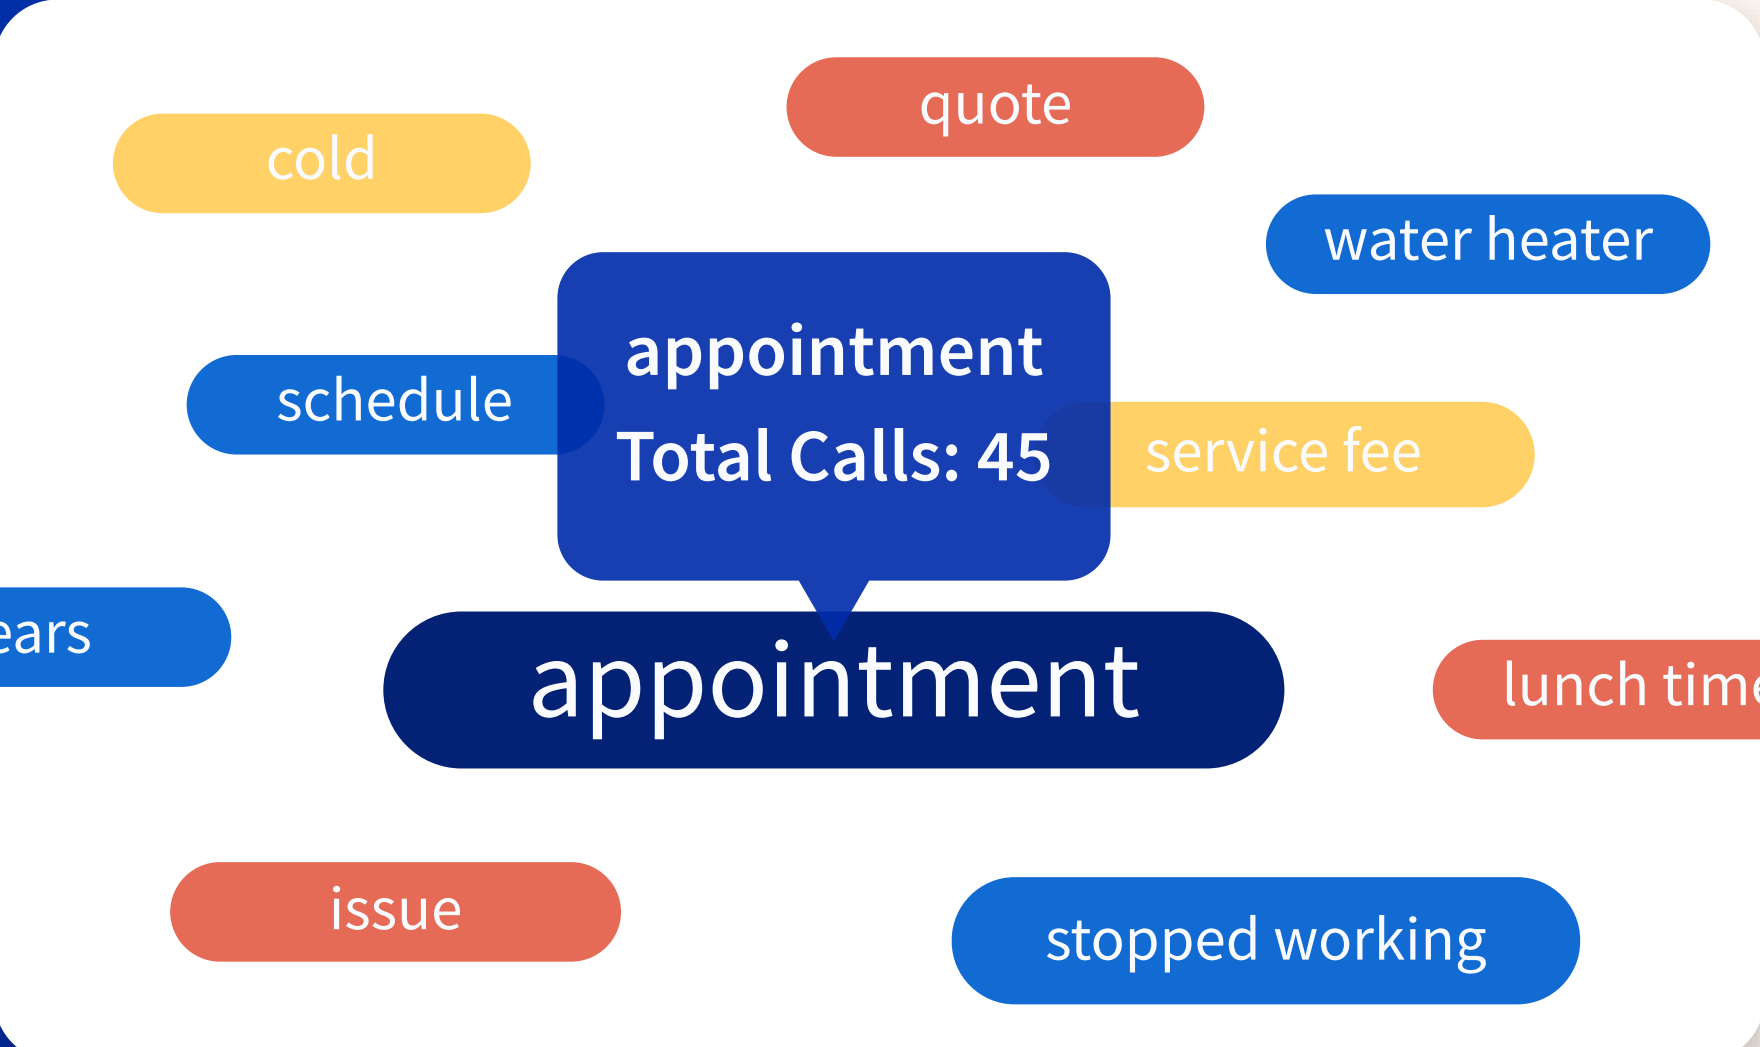 quote
cold
water heater
appointment
Total Calls: 45
schedule
service fee
ears
appointment
lunch time
issue
stopped working